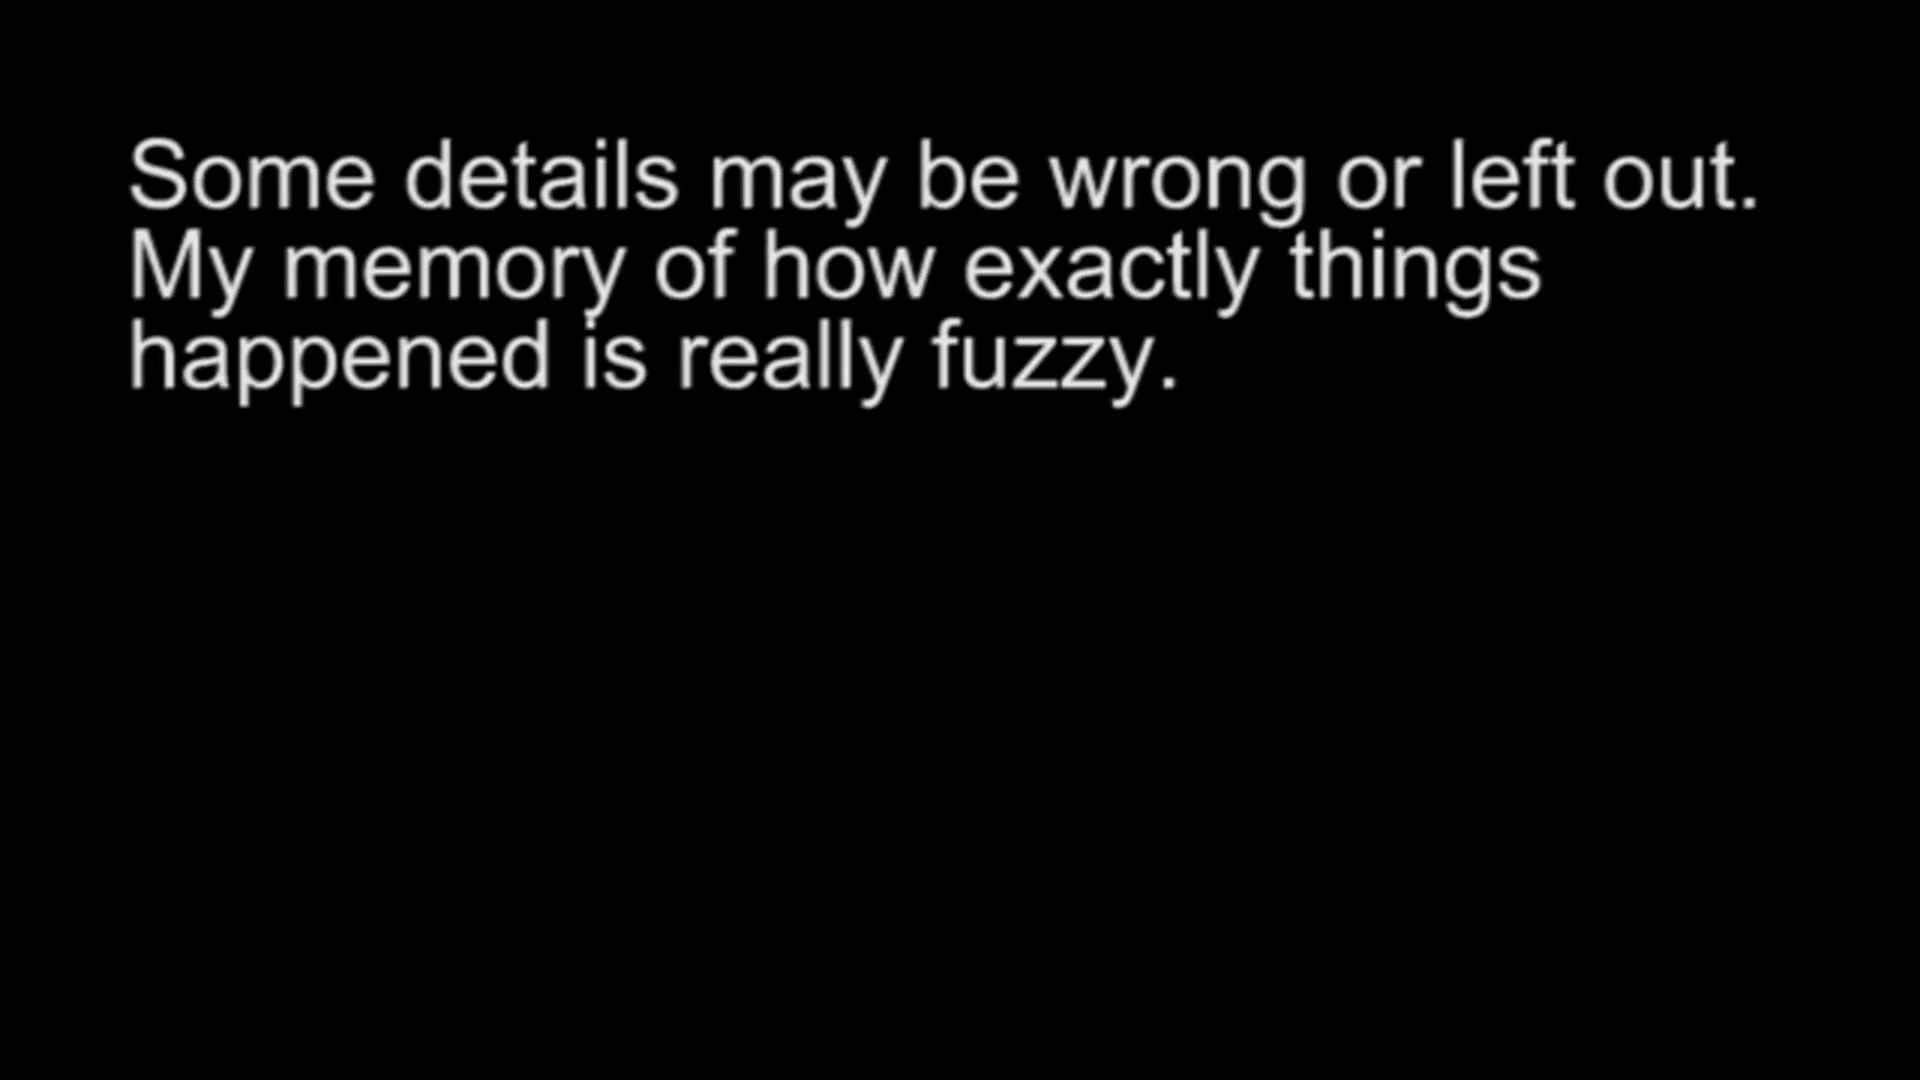 Some details may be wrong or left out.
My memory of how exactly things
happened is really fuzzy.